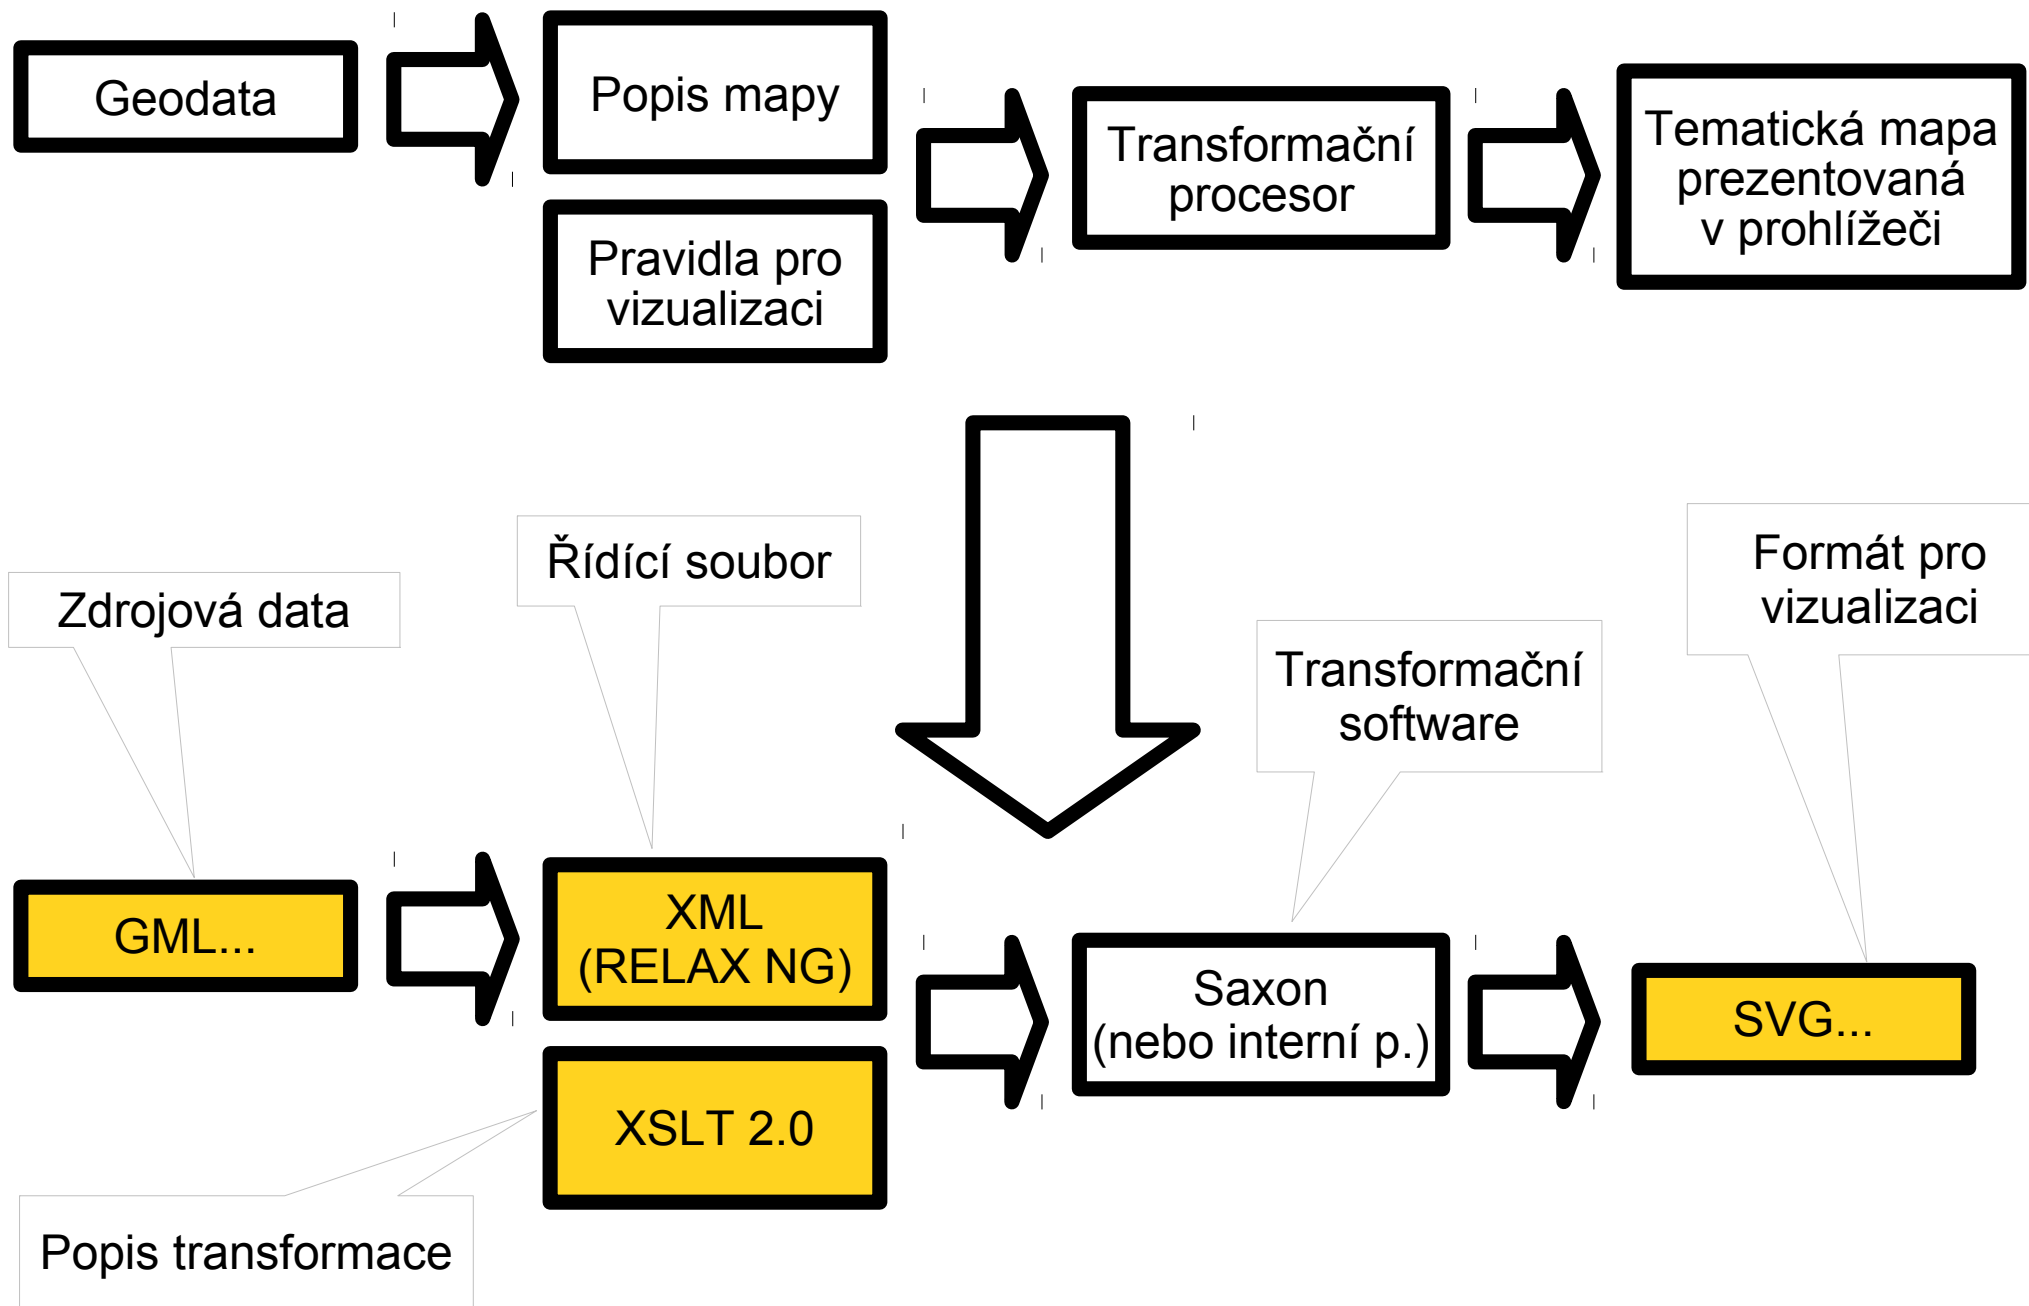 Geodata
Popis mapy
Pravidla pro
vizualizaci
Transformační
procesor
Tematická mapa
prezentovaná
v prohlížeči
Zdrojová data
Řídící soubor
Transformační
software
Formát pro
vizualizaci
GML...
XML
(RELAX NG)
XSLT 2.0
Saxon
(nebo interní p.)
SVG...
Popis transformace